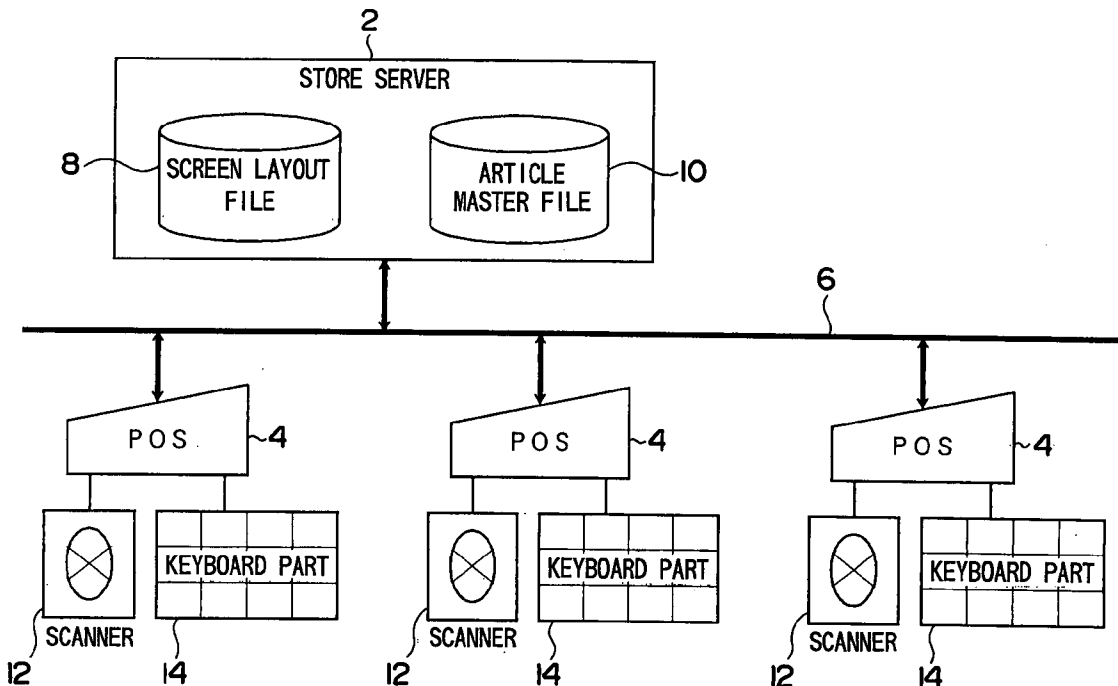 2
STORE SERVER
8
SCREEN LAYOUT
FILE
ARTICLE
MASTER FILE
10
6
POS
4
POS
4
POS
4
KEYBOARD PART
KEYBOARD PART
KEYBOARD PART
SCANNER
SCANNER
SCANNER
12
14
12
14
12
14